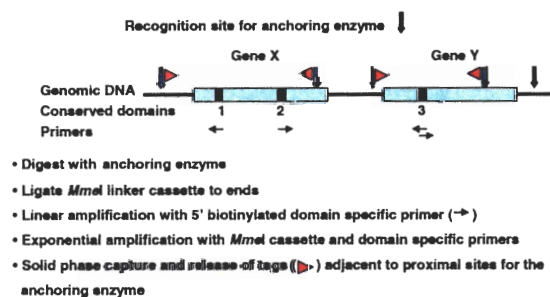 Recognition site for anchoring enzyme
Gene X Gene Y
Genomic DNA
Conserved domains 1 2 3
Primers
• Digest with anchoring enzyme
• Ligate MmeI linker cassette to ends
• Linear amplification with 5' biotinylated domain specific primer (→)
• Exponential amplification with MmeI cassette and domain specific primers
• Solid phase capture and release of tags ( ) adjacent to proximal sites for the
anchoring enzyme